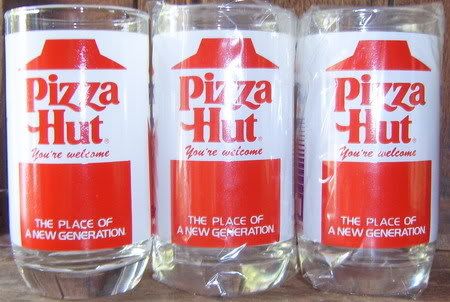 Pizza
Hut®
You're welcome
THE PLACE OF
A NEW GENERATION.
Pizza
Hut®
You're welcome
THE PLACE OF
A NEW GENERATION.
Pizza
Hut®
You're welcome
THE PLACE OF
A NEW GENERATION.